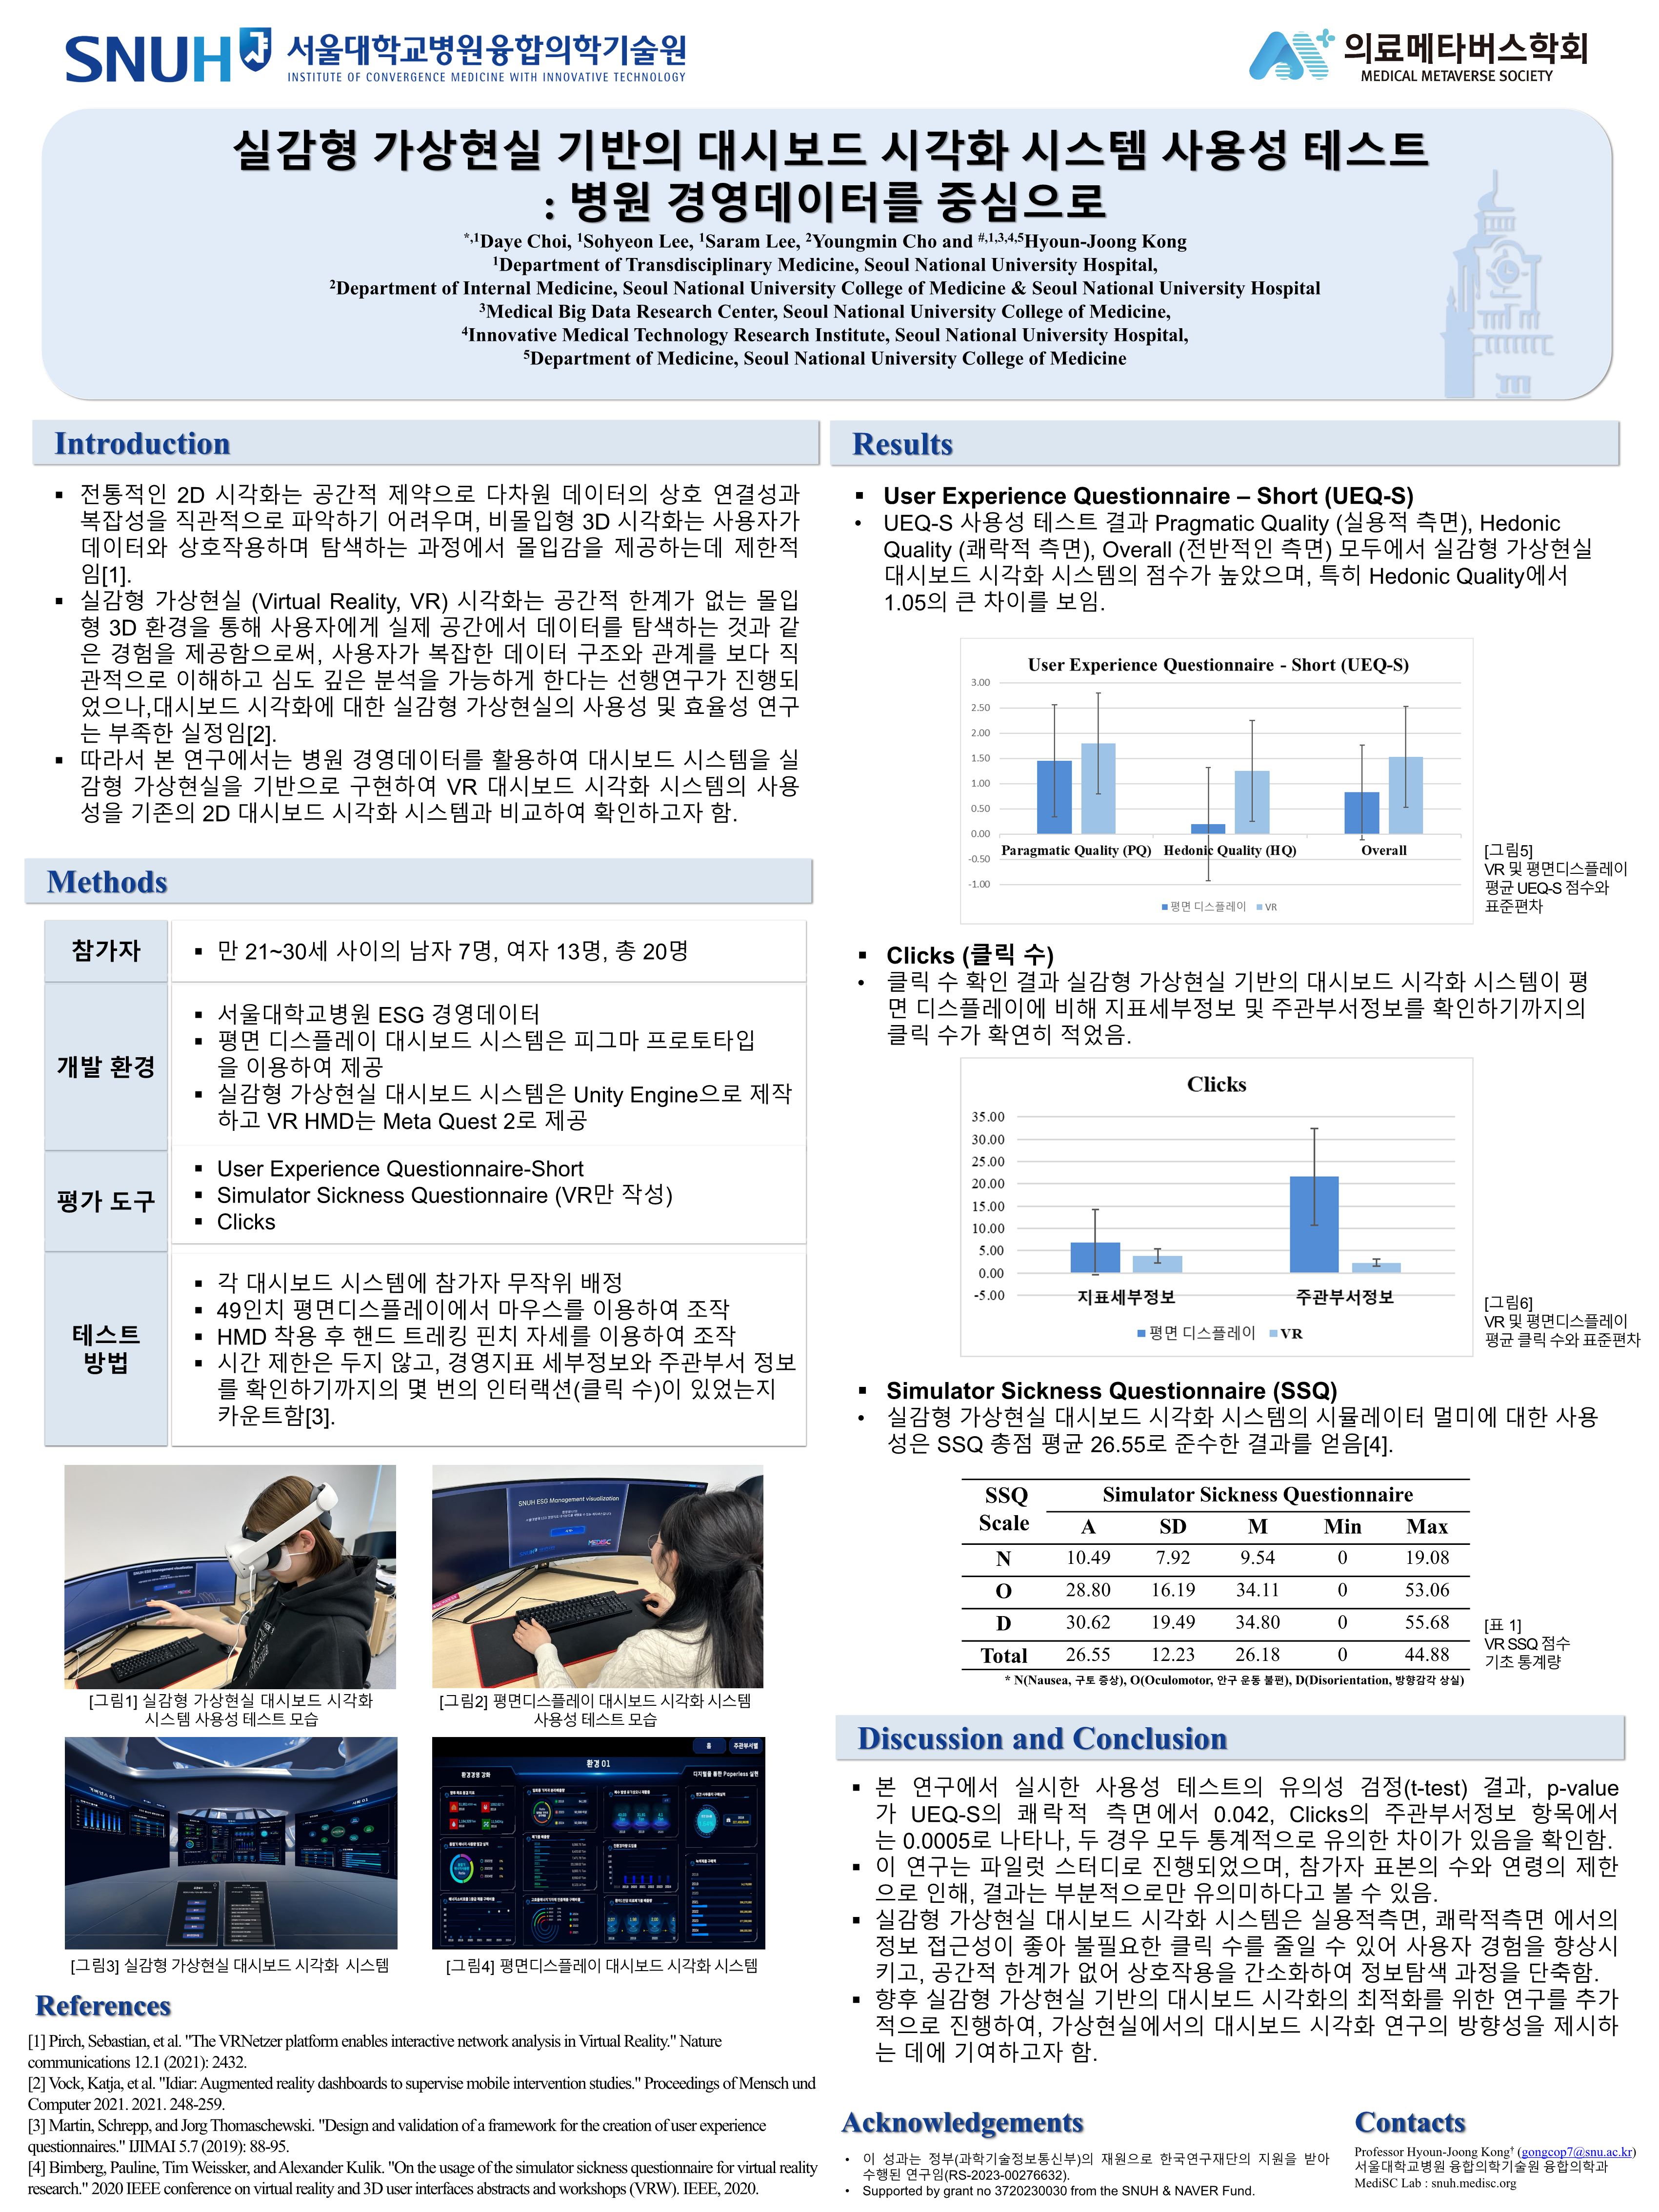 SNUH 서울대학교병원융합의학기술원
INSTITUTE OF CONVERGENCE MEDICINE WITH INNOVATIVE TECHNOLOGY
의료메타버스학회
MEDICAL METAVERSE SOCIETY
실감형 가상현실 기반의 대시보드 시각화 시스템 사용성 테스트
: 병원 경영데이터를 중심으로
*,1Daye Choi, 1Sohyeon Lee, 1Saram Lee, 2Youngmin Cho and #,1,3,4,5Hyoun-Joong Kong
1Department of Transdisciplinary Medicine, Seoul National University Hospital,
2Department of Internal Medicine, Seoul National University College of Medicine & Seoul National University Hospital
3Medical Big Data Research Center, Seoul National University College of Medicine,
4Innovative Medical Technology Research Institute, Seoul National University Hospital,
5Department of Medicine, Seoul National University College of Medicine
Introduction
▪ 전통적인 2D 시각화는 공간적 제약으로 다차원 데이터의 상호 연결성과
복잡성을 직관적으로 파악하기 어려우며, 비몰입형 3D 시각화는 사용자가
데이터와 상호작용하며 탐색하는 과정에서 몰입감을 제공하는데 제한적
임[1].
▪ 실감형 가상현실 (Virtual Reality, VR) 시각화는 공간적 한계가 없는 몰입
형 3D 환경을 통해 사용자에게 실제 공간에서 데이터를 탐색하는 것과 같
은 경험을 제공함으로써, 사용자가 복잡한 데이터 구조와 관계를 보다 직
관적으로 이해하고 심도 깊은 분석을 가능하게 한다는 선행연구가 진행되
었으나,대시보드 시각화에 대한 실감형 가상현실의 사용성 및 효율성 연구
는 부족한 실정임[2].
▪ 따라서 본 연구에서는 병원 경영데이터를 활용하여 대시보드 시스템을 실
감형 가상현실을 기반으로 구현하여 VR 대시보드 시각화 시스템의 사용
성을 기존의 2D 대시보드 시각화 시스템과 비교하여 확인하고자 함.
Methods
참가자
▪ 만 21~30세 사이의 남자 7명, 여자 13명, 총 20명
개발 환경
▪ 서울대학교병원 ESG 경영데이터
▪ 평면 디스플레이 대시보드 시스템은 피그마 프로토타입
을 이용하여 제공
▪ 실감형 가상현실 대시보드 시스템은 Unity Engine으로 제작
하고 VR HMD는 Meta Quest 2로 제공
평가 도구
▪ User Experience Questionnaire-Short
▪ Simulator Sickness Questionnaire (VR만 작성)
▪ Clicks
테스트
방법
▪ 각 대시보드 시스템에 참가자 무작위 배정
▪ 49인치 평면디스플레이에서 마우스를 이용하여 조작
▪ HMD 착용 후 핸드 트레킹 핀치 자세를 이용하여 조작
▪ 시간 제한은 두지 않고, 경영지표 세부정보와 주관부서 정보
를 확인하기까지의 몇 번의 인터랙션(클릭 수)이 있었는지
카운트함[3].
SNUH ESG Management visualization
SNUH ESG Management visualization
MEDISC
[그림1] 실감형 가상현실 대시보드 시각화
시스템 사용성 테스트 모습
[그림2] 평면디스플레이 대시보드 시각화 시스템
사용성 테스트 모습
홈 주관부서별
환경 01
환경경영 강화
디지털을 통한 Paperless 실현
[그림3] 실감형 가상현실 대시보드 시각화 시스템
[그림4] 평면디스플레이 대시보드 시각화 시스템
References
[1] Pirch, Sebastian, et al. "The VRNetzer platform enables interactive network analysis in Virtual Reality." Nature
communications 12.1 (2021): 2432.
[2] Vock, Katja, et al. "Idiar: Augmented reality dashboards to supervise mobile intervention studies." Proceedings of Mensch und
Computer 2021. 2021. 248-259.
[3] Martin, Schrepp, and Jorg Thomaschewski. "Design and validation of a framework for the creation of user experience
questionnaires." IJIMAI 5.7 (2019): 88-95.
[4] Bimberg, Pauline, Tim Weissker, and Alexander Kulik. "On the usage of the simulator sickness questionnaire for virtual reality
research." 2020 IEEE conference on virtual reality and 3D user interfaces abstracts and workshops (VRW). IEEE, 2020.
Results
▪ User Experience Questionnaire – Short (UEQ-S)
• UEQ-S 사용성 테스트 결과 Pragmatic Quality (실용적 측면), Hedonic
Quality (쾌락적 측면), Overall (전반적인 측면) 모두에서 실감형 가상현실
대시보드 시각화 시스템의 점수가 높았으며, 특히 Hedonic Quality에서
1.05의 큰 차이를 보임.
User Experience Questionnaire - Short (UEQ-S)
3.00
2.50
2.00
1.50
1.00
0.50
0.00
-0.50
-1.00
Paragmatic Quality (PQ) Hedonic Quality (HQ) Overall
평면 디스플레이 VR
[그림5]
VR 및 평면디스플레이
평균 UEQ-S 점수와
표준편차
▪ Clicks (클릭 수)
• 클릭 수 확인 결과 실감형 가상현실 기반의 대시보드 시각화 시스템이 평
면 디스플레이에 비해 지표세부정보 및 주관부서정보를 확인하기까지의
클릭 수가 확연히 적었음.
Clicks
35.00
30.00
25.00
20.00
15.00
10.00
5.00
0.00
-5.00
지표세부정보 주관부서정보
평면 디스플레이 VR
[그림6]
VR 및 평면디스플레이
평균 클릭 수와 표준편차
▪ Simulator Sickness Questionnaire (SSQ)
• 실감형 가상현실 대시보드 시각화 시스템의 시뮬레이터 멀미에 대한 사용
성은 SSQ 총점 평균 26.55로 준수한 결과를 얻음[4].
SSQ Scale Simulator Sickness Questionnaire
A SD M Min Max
N 10.49 7.92 9.54 0 19.08
O 28.80 16.19 34.11 0 53.06
D 30.62 19.49 34.80 0 55.68
Total 26.55 12.23 26.18 0 44.88
* N(Nausea, 구토 증상), O(Oculomotor, 안구 운동 불편), D(Disorientation, 방향감각 상실)
[표 1]
VR SSQ 점수
기초 통계량
Discussion and Conclusion
▪ 본 연구에서 실시한 사용성 테스트의 유의성 검정(t-test) 결과, p-value
가 UEQ-S의 쾌락적 측면에서 0.042, Clicks의 주관부서정보 항목에서
는 0.0005로 나타나, 두 경우 모두 통계적으로 유의한 차이가 있음을 확인함.
▪ 이 연구는 파일럿 스터디로 진행되었으며, 참가자 표본의 수와 연령의 제한
으로 인해, 결과는 부분적으로만 유의미하다고 볼 수 있음.
▪ 실감형 가상현실 대시보드 시각화 시스템은 실용적측면, 쾌락적측면 에서의
정보 접근성이 좋아 불필요한 클릭 수를 줄일 수 있어 사용자 경험을 향상시
키고, 공간적 한계가 없어 상호작용을 간소화하여 정보탐색 과정을 단축함.
▪ 향후 실감형 가상현실 기반의 대시보드 시각화의 최적화를 위한 연구를 추가
적으로 진행하여, 가상현실에서의 대시보드 시각화 연구의 방향성을 제시하
는 데에 기여하고자 함.
Acknowledgements
• 이 성과는 정부(과학기술정보통신부)의 재원으로 한국연구재단의 지원을 받아
수행된 연구임(RS-2023-00276632).
• Supported by grant no 3720230030 from the SNUH & NAVER Fund.
Contacts
Professor Hyoun-Joong Kong† (gongcop7@snu.ac.kr)
서울대학교병원 융합의학기술원 융합의학과
MediSC Lab : snuh.medisc.org